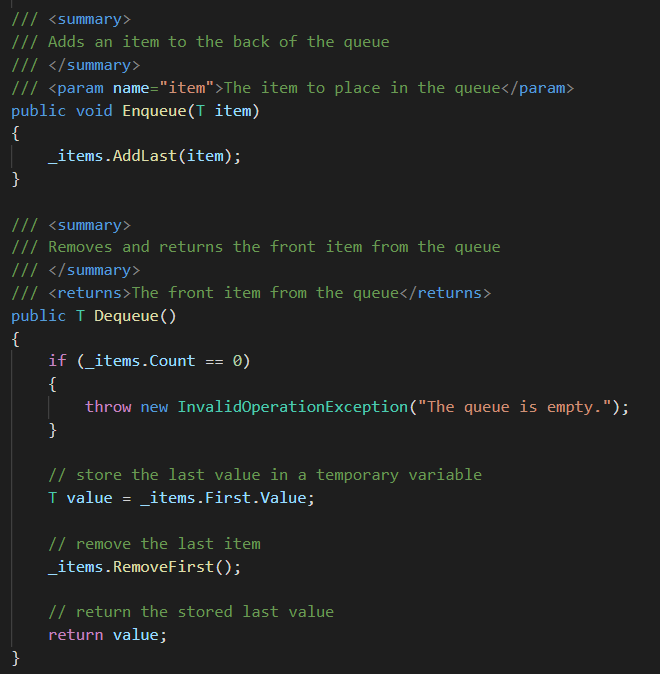 /// <summary>
/// Adds an item to the back of the queue
/// </summary>
/// <param name="item">The item to place in the queue</param>
public void Enqueue(T item)
{
    _items.AddLast(item);
}

/// <summary>
/// Removes and returns the front item from the queue
/// </summary>
/// <returns>The front item from the queue</returns>
public T Dequeue()
{
    if (_items.Count == 0)
    {
        throw new InvalidOperationException("The queue is empty.");
    }

    // store the last value in a temporary variable
    T value = _items.First.Value;

    // remove the last item
    _items.RemoveFirst();

    // return the stored last value
    return value;
}